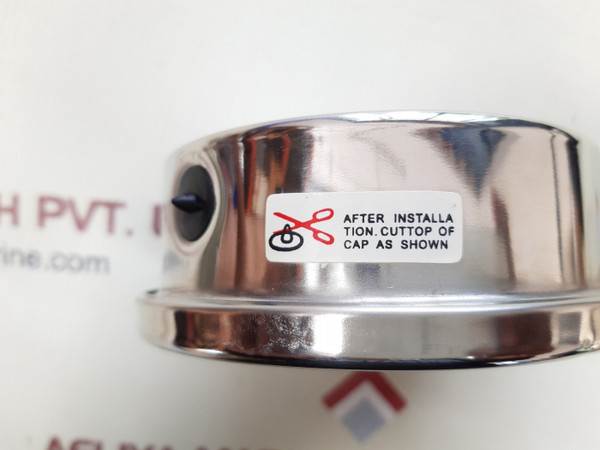 H PVT.
rine.com
AFTER INSTALLA
TION.CUTTOP OF
CAP AS SHOWN